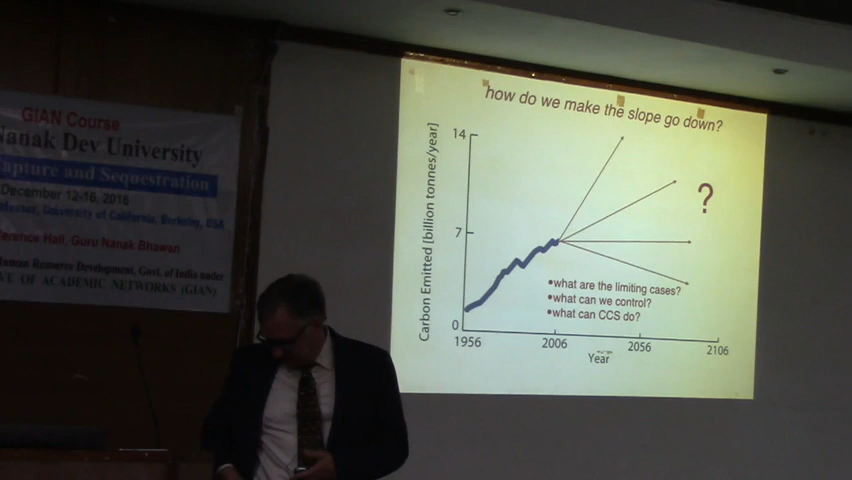 GIAN Course
Nanak Dev University
Capture and Sequestration
December 12-16, 2016
University of California, Berkeley, USA
Hall, Guru Nanak Bhawan
Human Resource Development, Govt. of India under
OF ACADEMIC NETWORKS (GIAN)
how do we make the slope go down?
Carbon Emitted [billion tonnes/year]
14
7
0
?
•what are the limiting cases?
•what can we control?
•what can CCS do?
1956
2006
2056
2106
Year